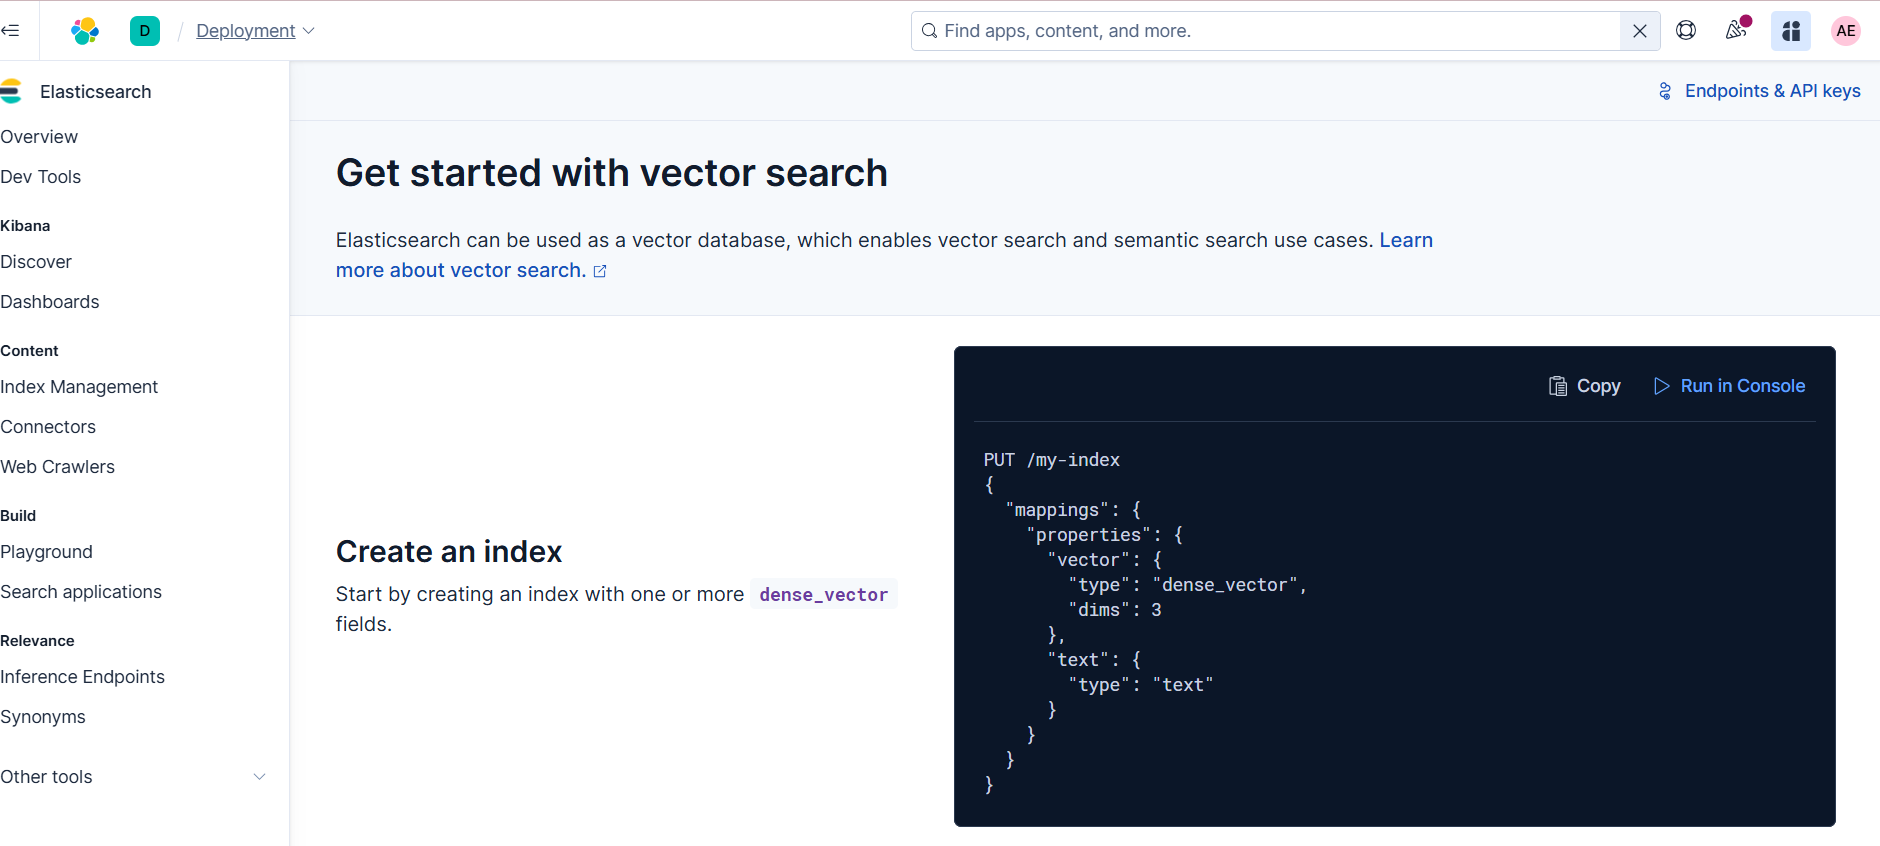 D / Deployment
Find apps, content, and more.
AE
Elasticsearch
Overview
Dev Tools
Kibana
Discover
Dashboards
Content
Index Management
Connectors
Web Crawlers
Build
Playground
Search applications
Relevance
Inference Endpoints
Synonyms
Other tools
Endpoints & API keys
Get started with vector search
Elasticsearch can be used as a vector database, which enables vector search and semantic search use cases. Learn
more about vector search.
Create an index
Start by creating an index with one or more dense_vector
fields.
Copy
Run in Console
PUT /my-index
{
  "mappings": {
    "properties": {
      "vector": {
        "type": "dense_vector",
        "dims": 3
      },
      "text": {
        "type": "text"
      }
    }
  }
}